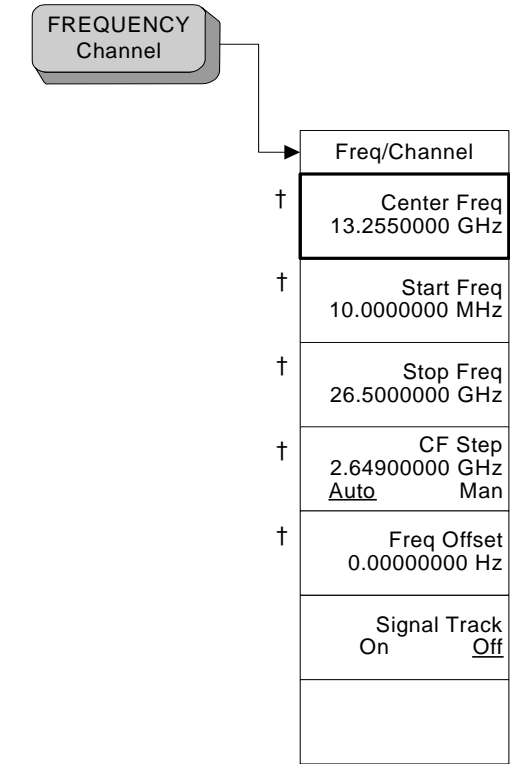 FREQUENCY
Channel
Freq/Channel
† Center Freq
13.2550000 GHz
† Start Freq
10.0000000 MHz
† Stop Freq
26.5000000 GHz
† CF Step
2.64900000 GHz
Auto Man
† Freq Offset
0.00000000 Hz
Signal Track
On Off